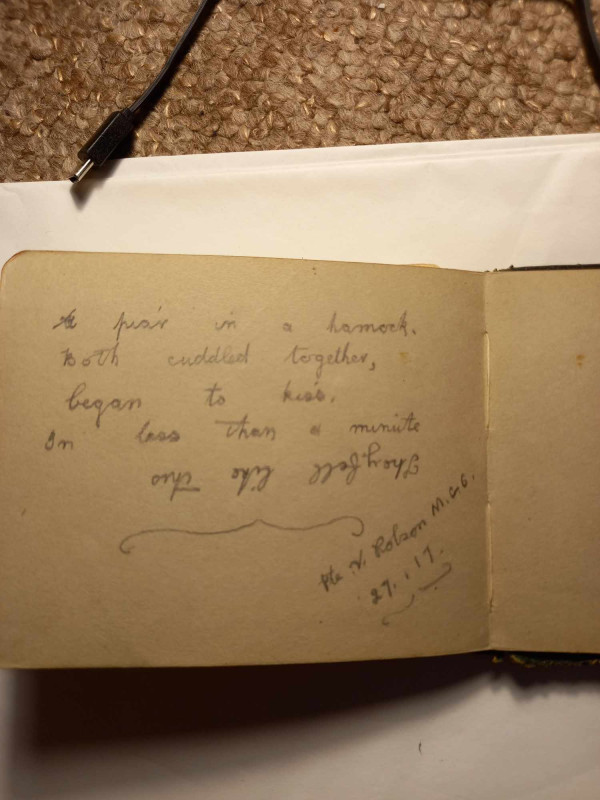 A pair in a hamock.
Both cuddled together,
began to kiss.
In less than a minute
They fell like this
Pte V. Robson M.G.C.
27.1.17.